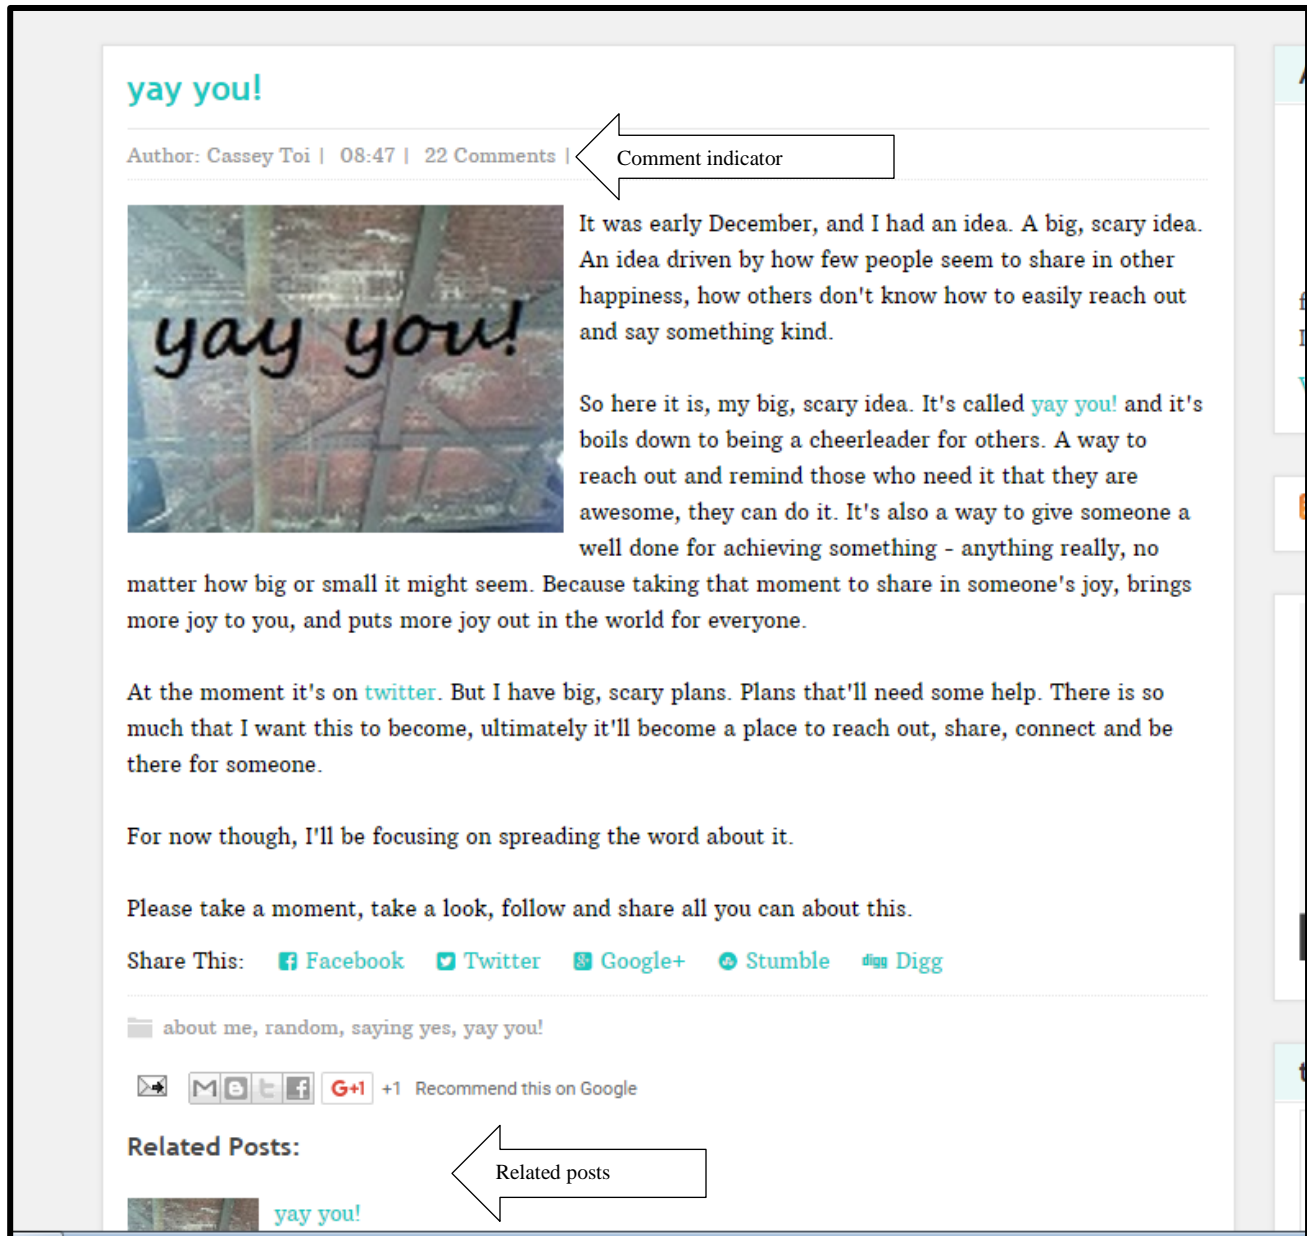 yay you!
Author: Cassey Toi | 08:47 | 22 Comments |
Comment indicator
yay you!
It was early December, and I had an idea. A big, scary idea.
An idea driven by how few people seem to share in other
happiness, how others don't know how to easily reach out
and say something kind.
So here it is, my big, scary idea. It's called yay you! and it's
boils down to being a cheerleader for others. A way to
reach out and remind those who need it that they are
awesome, they can do it. It's also a way to give someone a
well done for achieving something - anything really, no
matter how big or small it might seem. Because taking that moment to share in someone's joy, brings
more joy to you, and puts more joy out in the world for everyone.
At the moment it's on twitter. But I have big, scary plans. Plans that'll need some help. There is so
much that I want this to become, ultimately it'll become a place to reach out, share, connect and be
there for someone.
For now though, I'll be focusing on spreading the word about it.
Please take a moment, take a look, follow and share all you can about this.
Share This: Facebook Twitter Google+ Stumble digg Digg
about me, random, saying yes, yay you!
G+1 +1 Recommend this on Google
Related Posts:
Related posts
yay you!